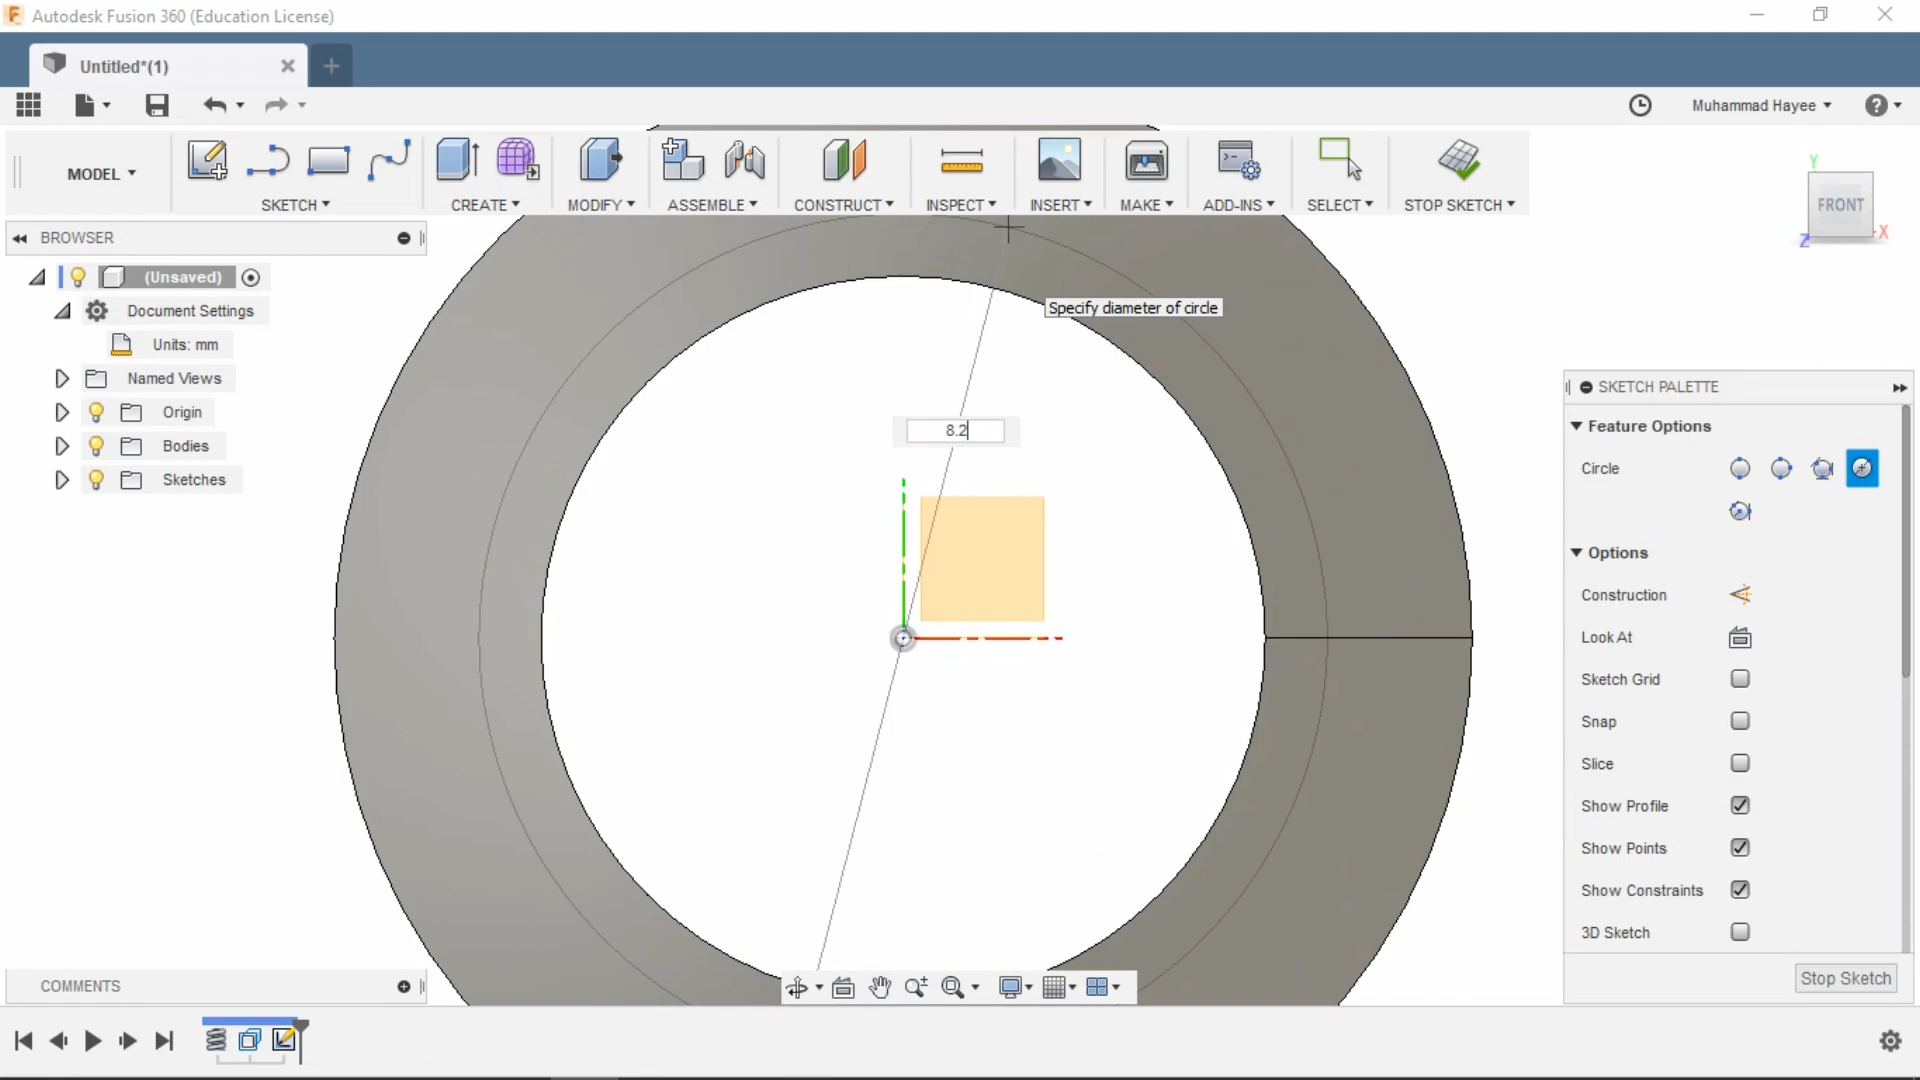 Autodesk Fusion 360 (Education License)
Untitled*(1)
Muhammad Hayee
MODEL
SKETCH
CREATE
MODIFY
ASSEMBLE
CONSTRUCT
INSPECT
INSERT
MAKE
ADD-INS
SELECT
STOP SKETCH
Y
FRONT
X
Z
BROWSER
(Unsaved)
Document Settings
Units: mm
Named Views
Origin
Bodies
Sketches
Specify diameter of circle
8.2
SKETCH PALETTE
Feature Options
Circle
Options
Construction
Look At
Sketch Grid
Snap
Slice
Show Profile
Show Points
Show Constraints
3D Sketch
Stop Sketch
COMMENTS